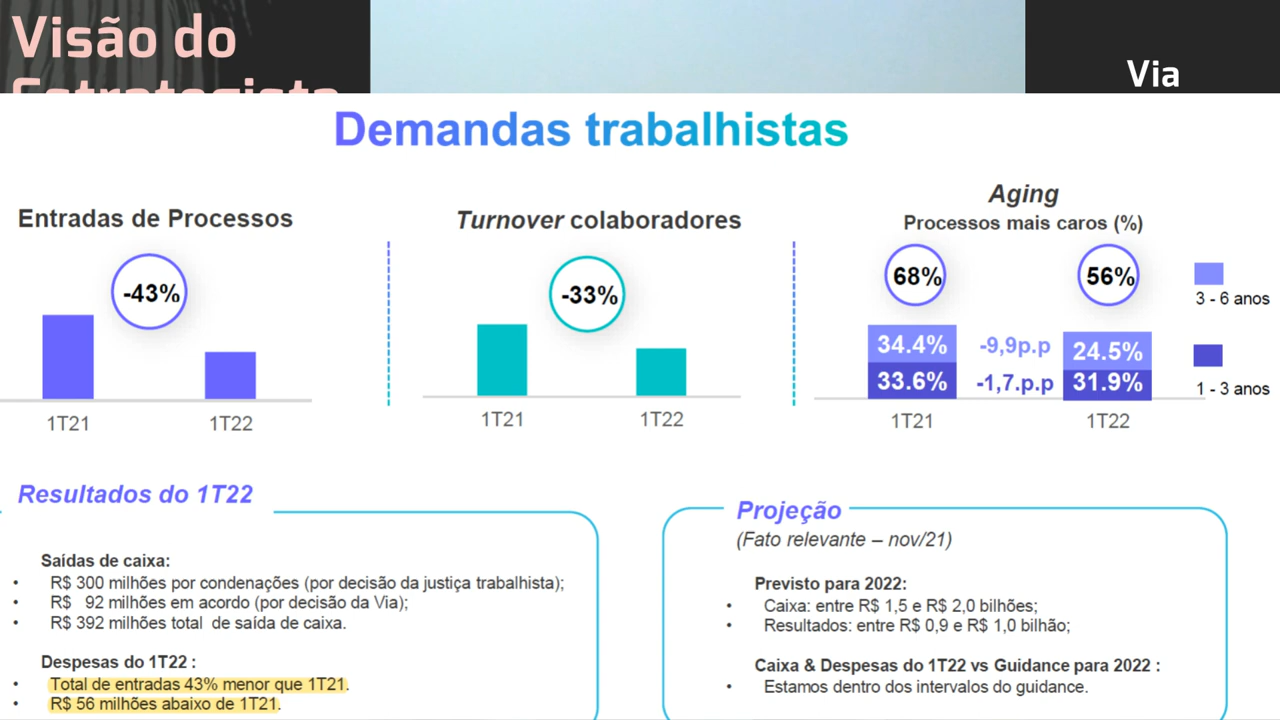 Visão do
Estrategista
Via
Demandas trabalhistas
Entradas de Processos
-43%
1T21
1T22
Turnover colaboradores
-33%
1T21
1T22
Aging
Processos mais caros (%)
68%
56%
3 - 6 anos
34.4%
-9,9p.p
24.5%
33.6%
-1,7.p.p
31.9%
1 - 3 anos
1T21
1T22
Resultados do 1T22
Saídas de caixa:
• R$ 300 milhões por condenações (por decisão da justiça trabalhista);
• R$ 92 milhões em acordo (por decisão da Via);
• R$ 392 milhões total de saída de caixa.
Despesas do 1T22 :
• Total de entradas 43% menor que 1T21.
• R$ 56 milhões abaixo de 1T21.
Projeção
(Fato relevante – nov/21)
Previsto para 2022:
• Caixa: entre R$ 1,5 e R$ 2,0 bilhões;
• Resultados: entre R$ 0,9 e R$ 1,0 bilhão;
Caixa & Despesas do 1T22 vs Guidance para 2022 :
• Estamos dentro dos intervalos do guidance.